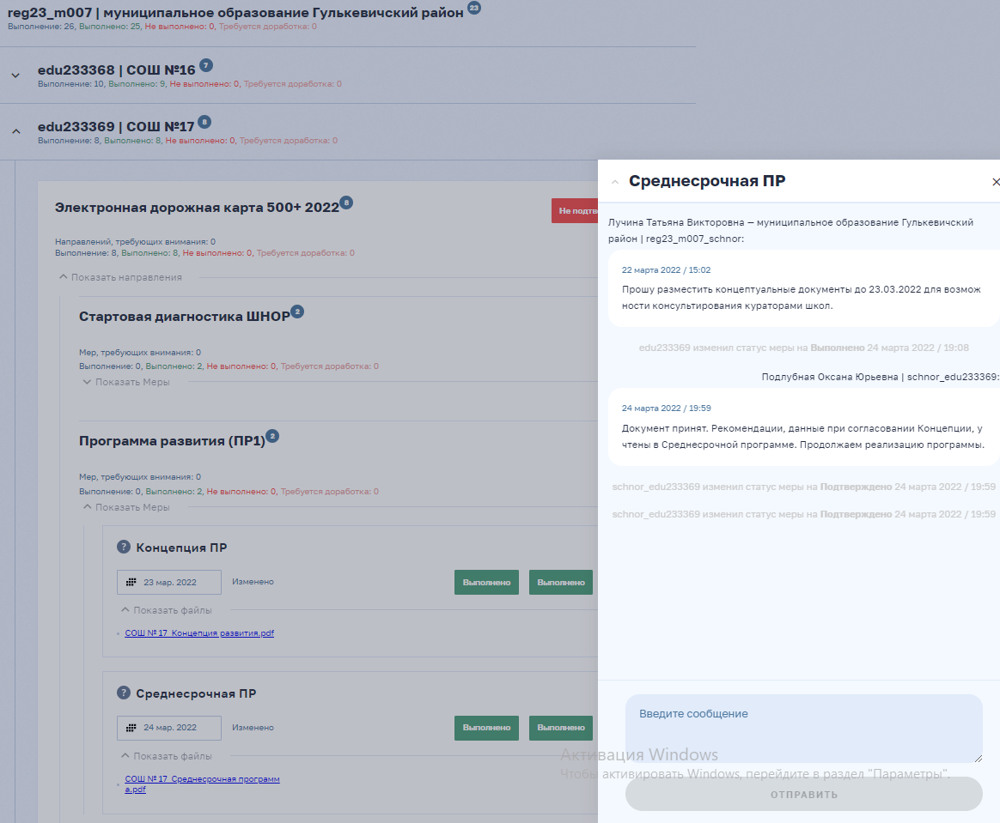 reg23_m007 | муниципальное образование Гулькевичский район 23
Выполнение: 26, Выполнено: 25, Не выполнено: 0, Требуется доработка: 0
edu233368 | СОШ №16 7
Выполнение: 10, Выполнено: 9, Не выполнено: 0, Требуется доработка: 0
edu233369 | СОШ №17 8
Выполнение: 8, Выполнено: 8, Не выполнено: 0, Требуется доработка: 0
Электронная дорожная карта 500+ 2022 8
Не подтв
Направлений, требующих внимания: 0
Выполнение: 8, Выполнено: 8, Не выполнено: 0, Требуется доработка: 0
Показать направления
Стартовая диагностика ШНОР 2
Мер, требующих внимания: 0
Выполнение: 0, Выполнено: 2, Не выполнено: 0, Требуется доработка: 0
Показать Меры
Программа развития (ПР1) 2
Мер, требующих внимания: 0
Выполнение: 0, Выполнено: 2, Не выполнено: 0, Требуется доработка: 0
Показать Меры
? Концепция ПР
23 мар. 2022 Изменено Выполнено Выполнено
Показать файлы
СОШ № 17_Концепция развития.pdf
? Среднесрочная ПР
24 мар. 2022 Изменено Выполнено Выполнено
Показать файлы
СОШ № 17_Среднесрочная программ
а.pdf
Среднесрочная ПР
Лучина Татьяна Викторовна — муниципальное образование Гулькевичский
район | reg23_m007_schnor:
22 марта 2022 / 15:02
Прошу разместить концептуальные документы до 23.03.2022 для возмож
ности консультирования кураторами школ.
edu233369 изменил статус меры на Выполнено 24 марта 2022 / 19:08
Подлубная Оксана Юрьевна | schnor_edu233369:
24 марта 2022 / 19:59
Документ принят. Рекомендации, данные при согласовании Концепции, у
чтены в Среднесрочной программе. Продолжаем реализацию программы.
schnor_edu233369 изменил статус меры на Подтверждено 24 марта 2022 / 19:59
schnor_edu233369 изменил статус меры на Подтверждено 24 марта 2022 / 19:59
Введите сообщение
Активация Windows
Чтобы активировать Windows, перейдите в раздел "Параметры".
ОТПРАВИТЬ